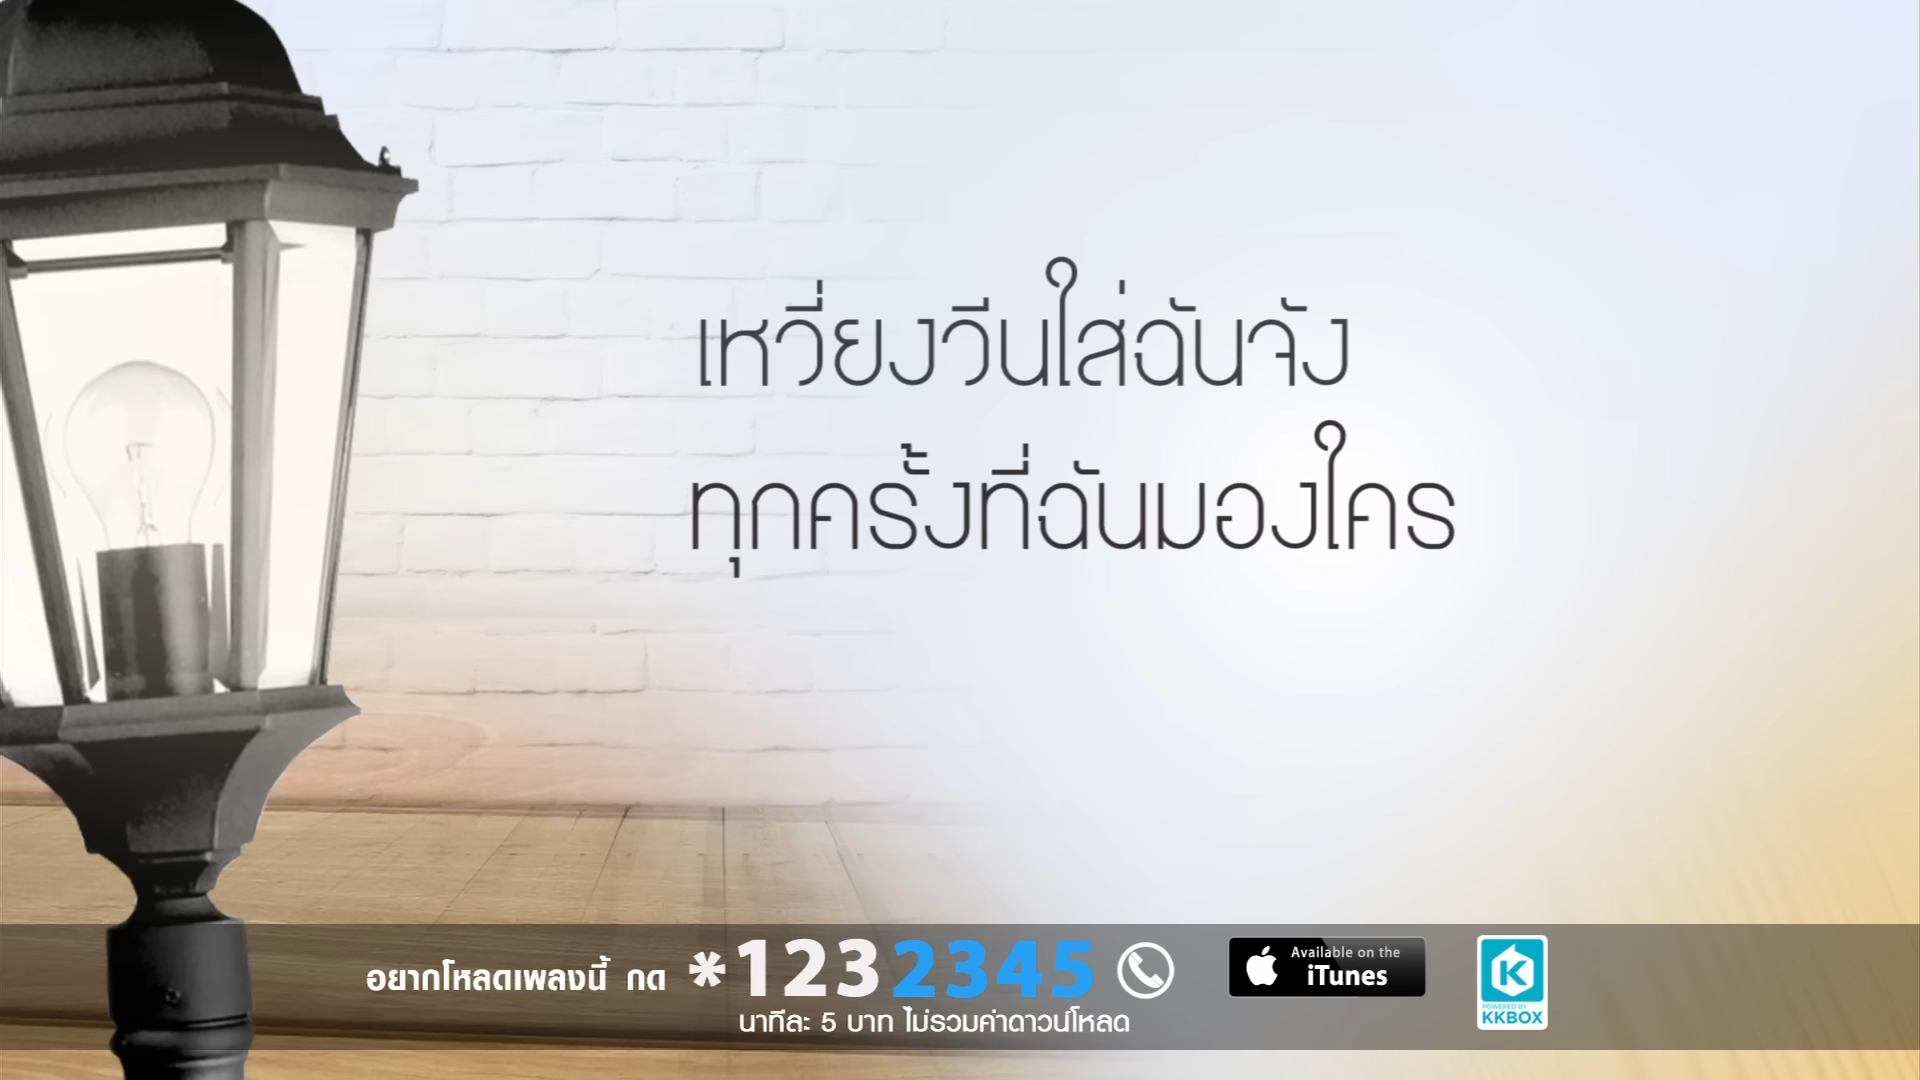 เหวี่ยงวีนใส่ฉันจัง
ทุกครั้งที่ฉันมองใคร
อยากโหลดเพลงนี้ กด *1232345
นาทีละ 5 บาท ไม่รวมค่าดาวน์โหลด
Available on the
iTunes
POWERED BY
KKBOX